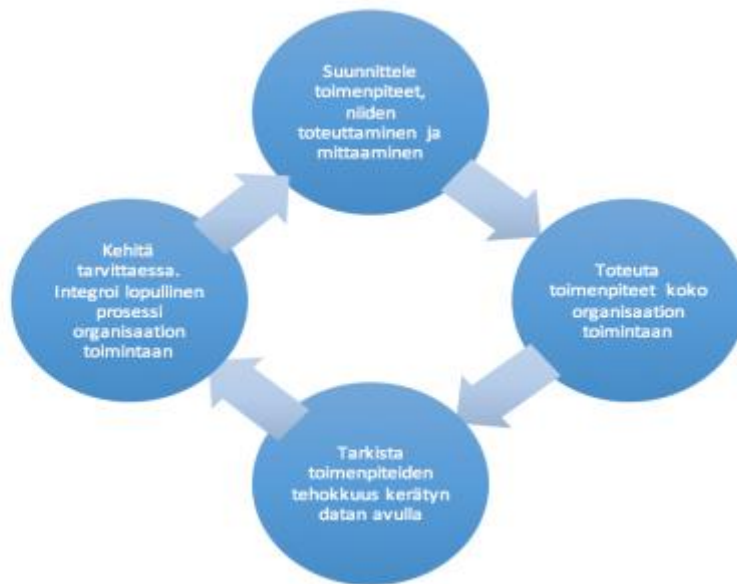 Suunnittele
toimenpiteet,
niiden
toteuttaminen ja
mittaaminen
Toteuta
toimenpiteet koko
organisaation
toimintaan
Tarkista
toimenpiteiden
tehokkuus kerätyn
datan avulla
Kehitä
tarvittaessa.
Integroi lopullinen
prosessi
organisaation
toimintaan